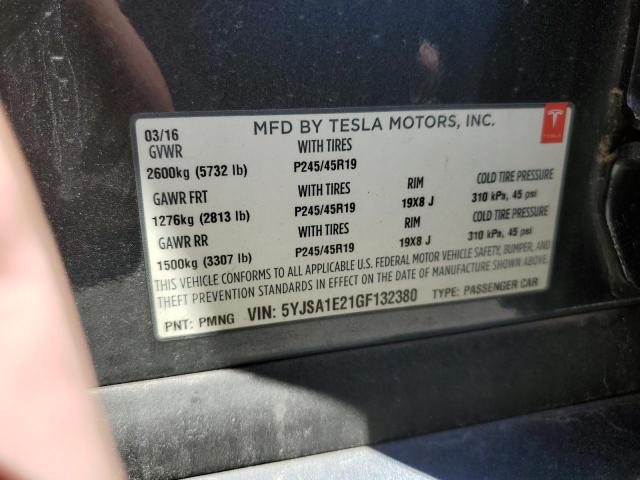 03/16 MFD BY TESLA MOTORS, INC.
TESLA
GVWR WITH TIRES
2600kg (5732 lb) P245/45R19
GAWR FRT WITH TIRES RIM COLD TIRE PRESSURE
1276kg (2813 lb) P245/45R19 19X8 J 310 kPa, 45 psi
GAWR RR WITH TIRES RIM COLD TIRE PRESSURE
1500kg (3307 lb) P245/45R19 19X8 J 310 kPa, 45 psi
THIS VEHICLE CONFORMS TO ALL APPLICABLE U.S. FEDERAL MOTOR VEHICLE SAFETY, BUMPER, AND
THEFT PREVENTION STANDARDS IN EFFECT ON THE DATE OF MANUFACTURE SHOWN ABOVE.
PNT: PMNG VIN: 5YJSA1E21GF132380 TYPE: PASSENGER CAR